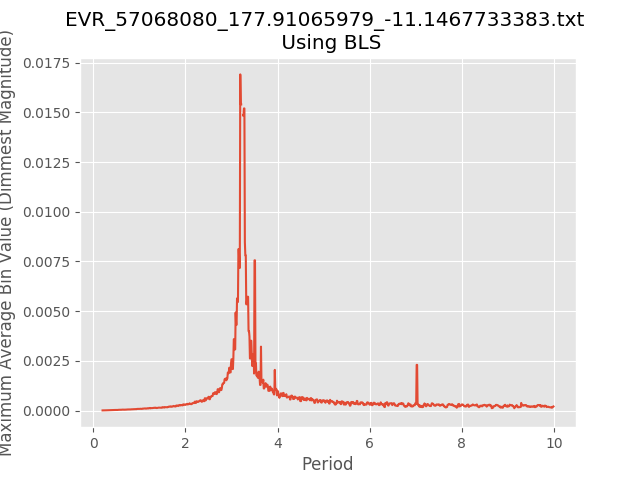 EVR_57068080_177.91065979_-11.1467733383.txt
Using BLS
Maximum Average Bin Value (Dimmest Magnitude)
0.0175
0.0150
0.0125
0.0100
0.0075
0.0050
0.0025
0.0000
0 2 4 6 8 10
Period